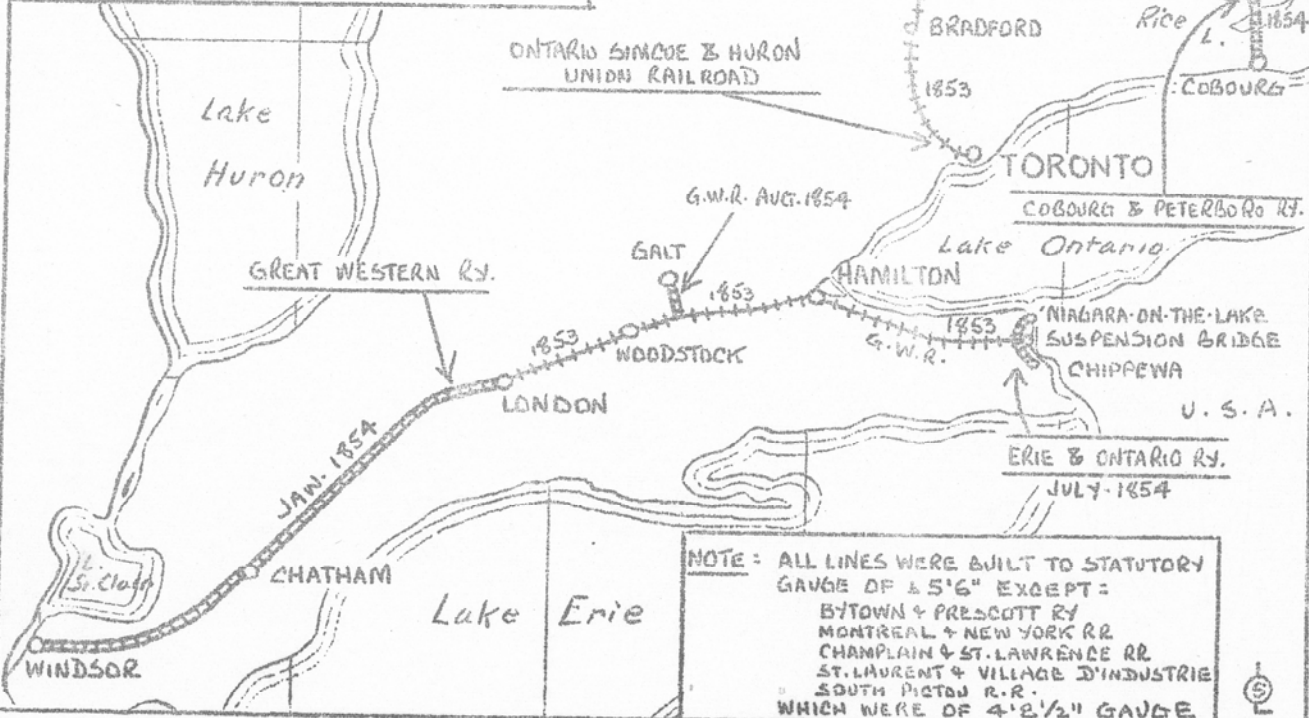 BRADFORD
Rice
L.
1854
ONTARIO SIMCOE & HURON
UNION RAILROAD
1853
COBOURG
Lake
Huron
TORONTO
G.W.R. AUG. 1854
COBOURG & PETERBORO RY.
GALT
Lake Ontario
GREAT WESTERN RY.
HAMILTON
1853
1853
NIAGARA-ON-THE-LAKE
1853
WOODSTOCK
G.W.R.
SUSPENSION BRIDGE
CHIPPEWA
LONDON
U. S. A.
JAN. 1854
ERIE & ONTARIO RY.
JULY-1854
L.
St. Clair
CHATHAM
Lake Erie
WINDSOR
NOTE: ALL LINES WERE BUILT TO STATUTORY
GAUGE OF 5'6" EXCEPT:
BYTOWN & PRESCOTT RY
MONTREAL & NEW YORK RR
CHAMPLAIN & ST. LAWRENCE RR
ST. LAURENT & VILLAGE D'INDUSTRIE
SOUTH PICTOU R.R.
WHICH WERE OF 4'8½" GAUGE